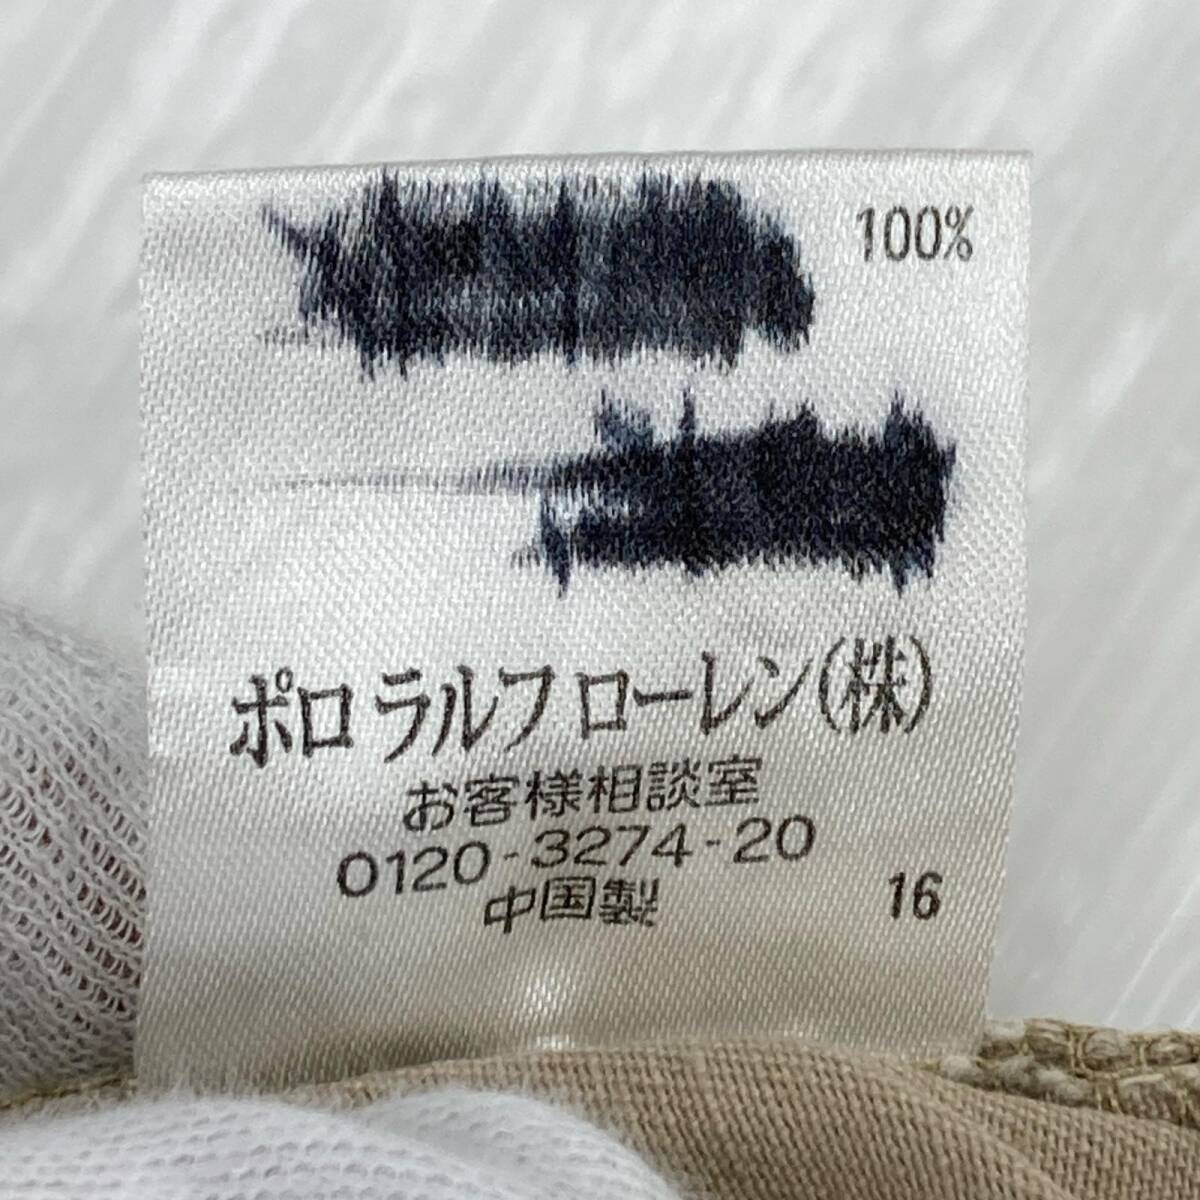 100%
ポロ ラルフ ローレン(株)
お客様相談室
0120-3274-20
中国製
16